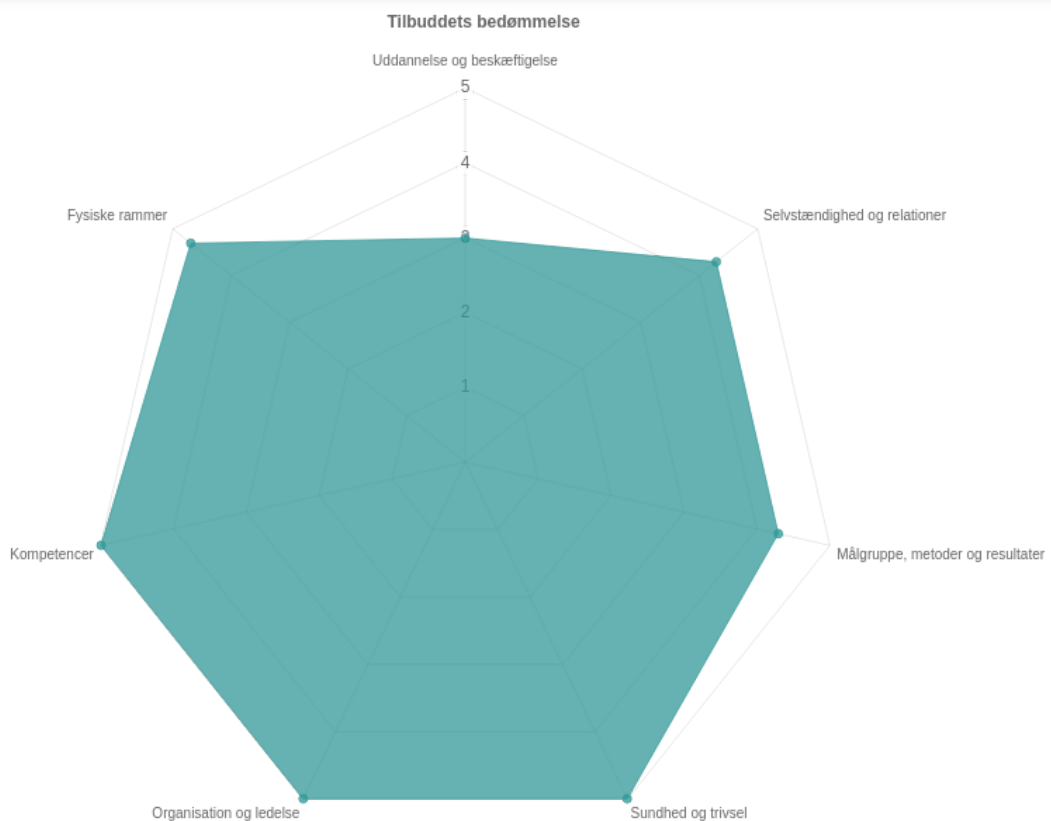 Tilbuddets bedømmelse
Uddannelse og beskæftigelse
5
4
Fysiske rammer
Selvstændighed og relationer
3
2
1
Kompetencer
Målgruppe, metoder og resultater
Organisation og ledelse
Sundhed og trivsel